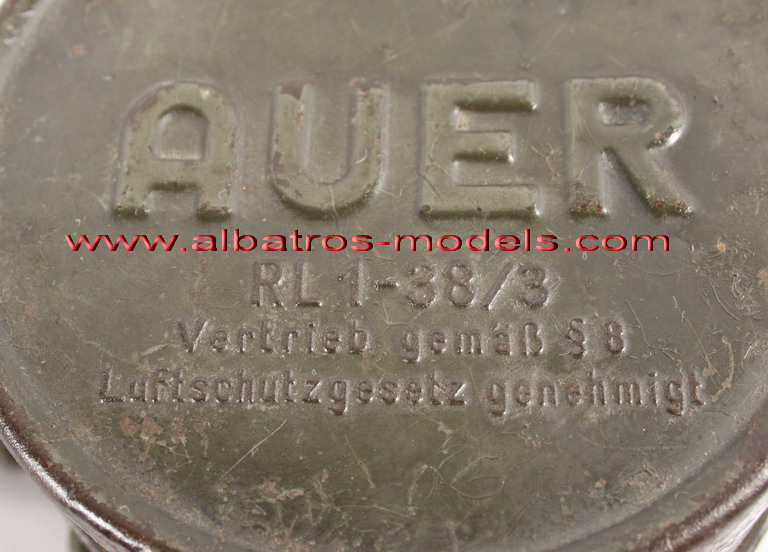 AUER
www.albatros-models.com
RL 1-38/3
Vertrieb gemäß § 8
Luftschutzgesetz genehmigt